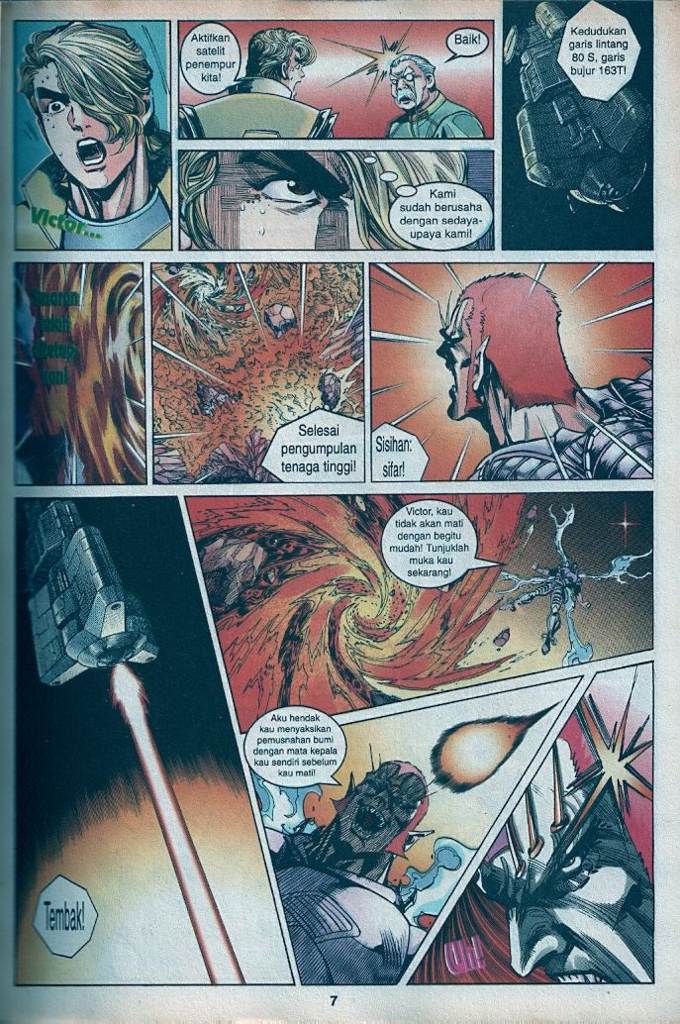 Victor...
Aktifkan
satelit
penempur
kita!
Baik!
Kami
sudah berusaha
dengan sedaya-
upaya kami!
Kedudukan
garis lintang
80 S, garis
bujur 163T!
Selesai
pengumpulan
tenaga tinggi!
Sisihan:
sifar!
Tembak!
Victor, kau
tidak akan mati
dengan begitu
mudah! Tunjuklah
muka kau
sekarang!
Aku hendak
kau menyaksikan
pemusnahan bumi
dengan mata kepala
kau sendiri sebelum
kau mati!
Uh!
7